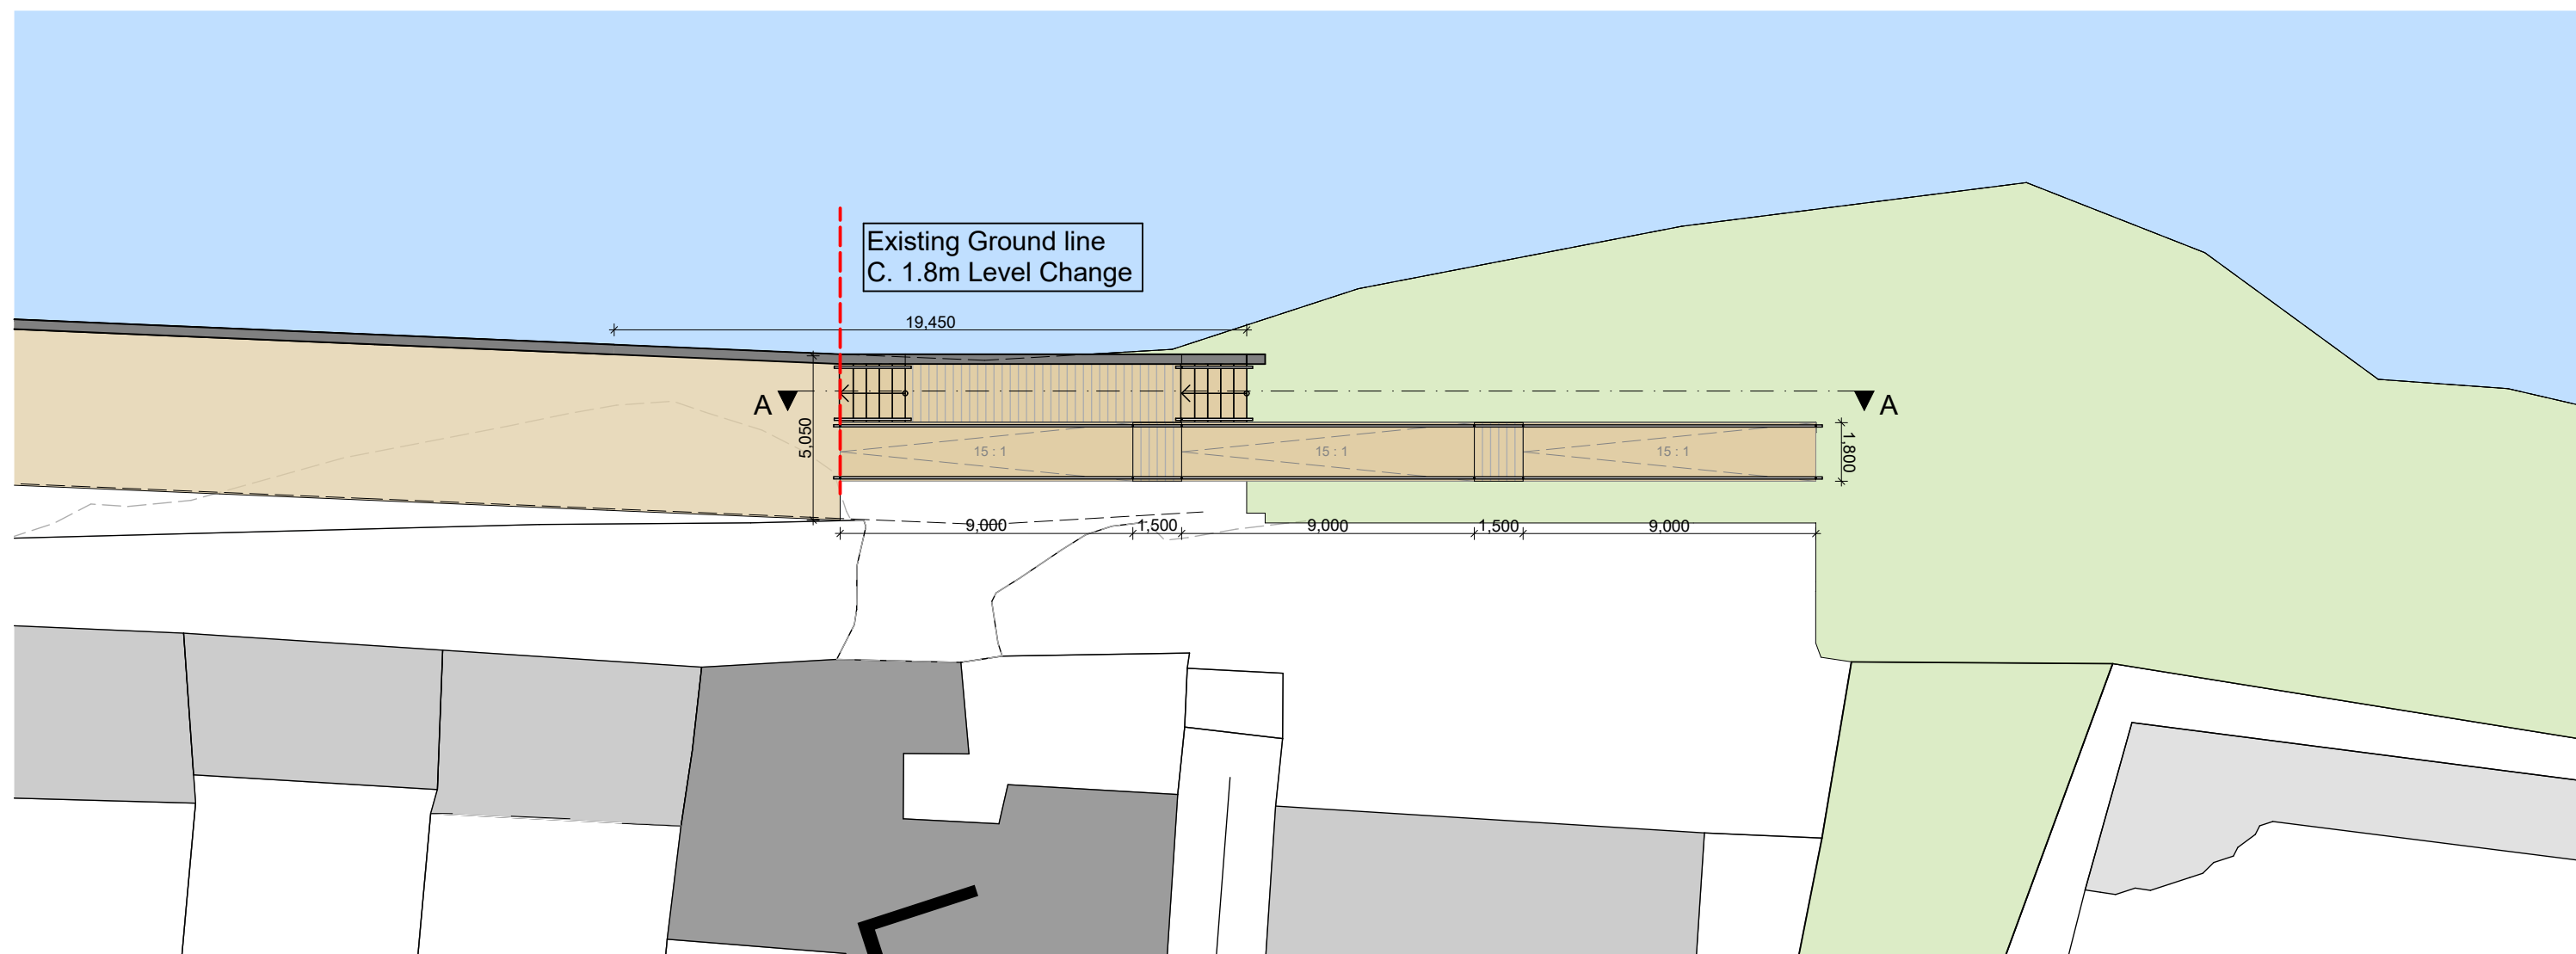 Existing Ground line
C. 1.8m Level Change
19,450
A
A
5,050
15 : 1
15 : 1
15 : 1
1,800
9,000
1,500
9,000
1,500
9,000